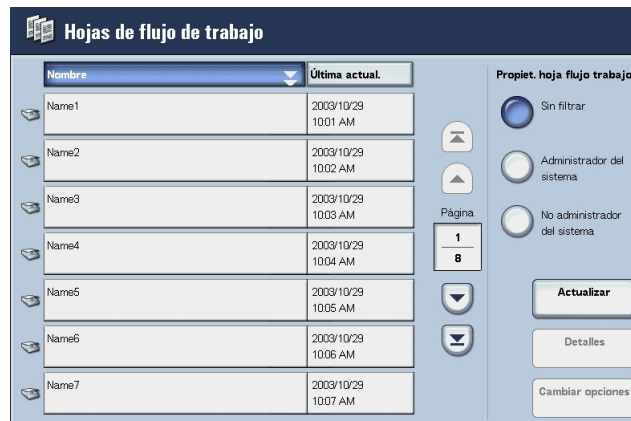 Hojas de flujo de trabajo
Nombre
Última actual.
Name1
2003/10/29
10:01 AM
Name2
2003/10/29
10:02 AM
Name3
2003/10/29
10:03 AM
Name4
2003/10/29
10:04 AM
Name5
2003/10/29
10:05 AM
Name6
2003/10/29
10:06 AM
Name7
2003/10/29
10:07 AM
Página
1
8
Propiet. hoja flujo trabajo
Sin filtrar
Administrador del
sistema
No administrador
del sistema
Actualizar
Detalles
Cambiar opciones